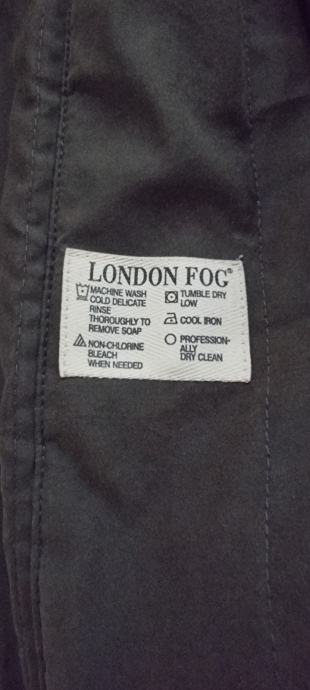 LONDON FOG®
MACHINE WASH
COLD DELICATE
RINSE
THOROUGHLY TO
REMOVE SOAP
NON-CHLORINE
BLEACH
WHEN NEEDED
TUMBLE DRY
LOW
COOL IRON
PROFESSION-
ALLY
DRY CLEAN